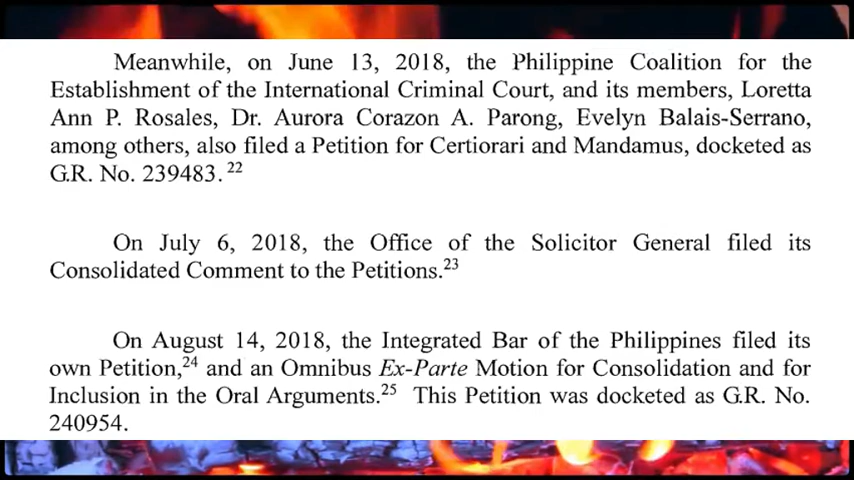 Meanwhile, on June 13, 2018, the Philippine Coalition for the
Establishment of the International Criminal Court, and its members, Loretta
Ann P. Rosales, Dr. Aurora Corazon A. Parong, Evelyn Balais-Serrano,
among others, also filed a Petition for Certiorari and Mandamus, docketed as
G.R. No. 239483.22
On July 6, 2018, the Office of the Solicitor General filed its
Consolidated Comment to the Petitions.23
On August 14, 2018, the Integrated Bar of the Philippines filed its
own Petition,24 and an Omnibus Ex-Parte Motion for Consolidation and for
Inclusion in the Oral Arguments.25 This Petition was docketed as G.R. No.
240954.